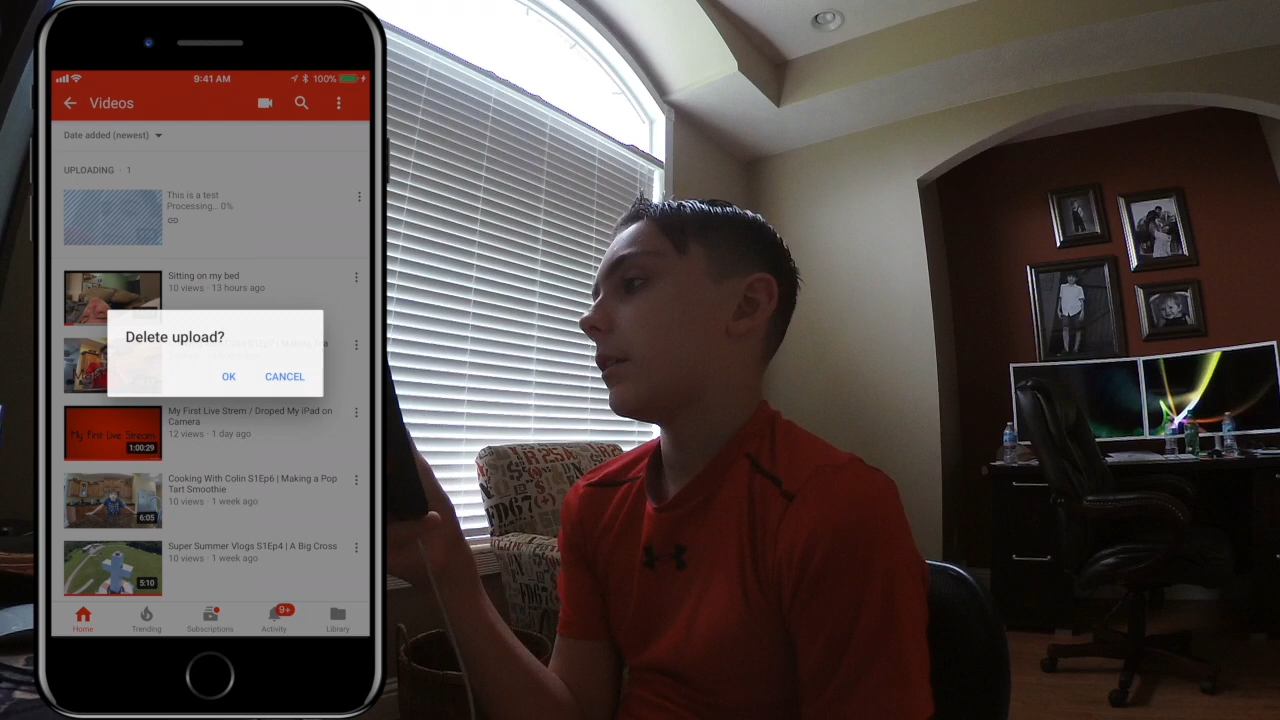 9:41 AM 100%
Videos
Date added (newest)
UPLOADING · 1
This is a test
Processing... 0%
Sitting on my bed
10 views · 13 hours ago
Delete upload?
OK CANCEL
My First Live Strem / Droped My iPad on
Camera
12 views · 1 day ago
My First Live Stream
1:00:29
Cooking With Colin S1Ep6 | Making a Pop
Tart Smoothie
10 views · 1 week ago
6:05
Super Summer Vlogs S1Ep4 | A Big Cross
10 views · 1 week ago
5:10
9+
Home Trending Subscriptions Activity Library